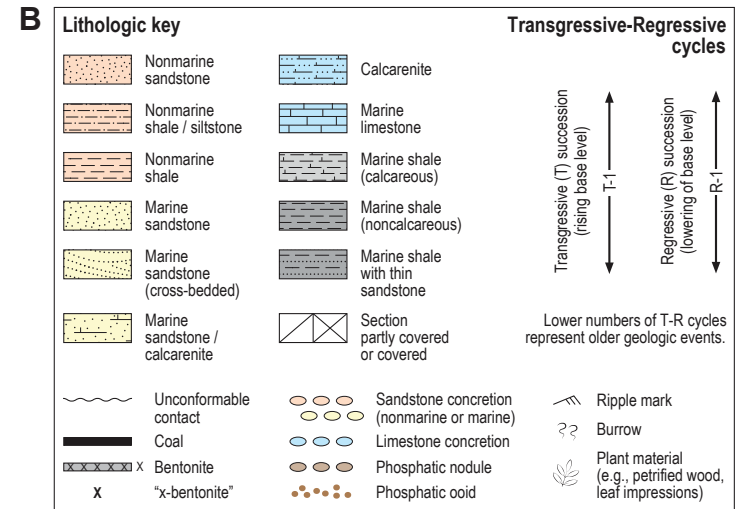 B
Lithologic key
Nonmarine
sandstone
Nonmarine
shale / siltstone
Nonmarine
shale
Marine
sandstone
Marine
sandstone
(cross-bedded)
Marine
sandstone /
calcarenite
Calcarenite
Marine
limestone
Marine shale
(calcareous)
Marine shale
(noncalcareous)
Marine shale
with thin
sandstone
Section
partly covered
or covered
Transgressive-Regressive
cycles
Transgressive (T) succession
(rising base level)
T-1
Regressive (R) succession
(lowering of base level)
R-1
Lower numbers of T-R cycles
represent older geologic events.
Unconformable
contact
Coal
X X X X X X Bentonite
X "x-bentonite"
Sandstone concretion
(nonmarine or marine)
Limestone concretion
Phosphatic nodule
Phosphatic ooid
Ripple mark
Burrow
Plant material
(e.g., petrified wood,
leaf impressions)